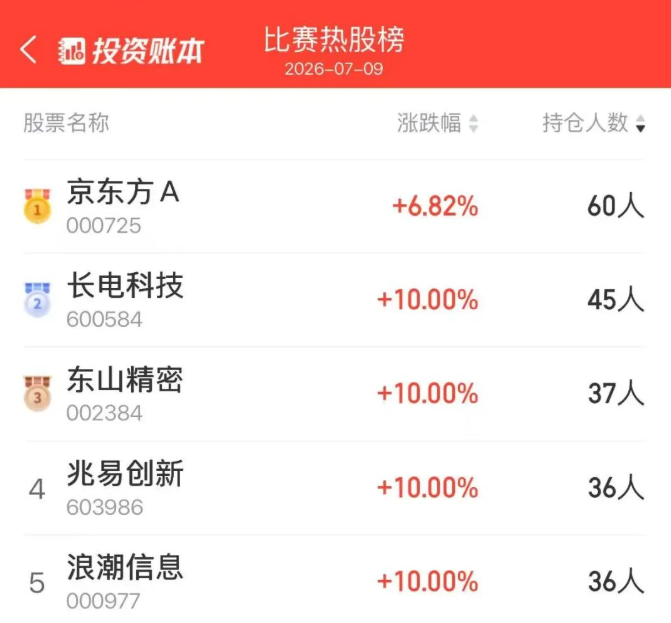 投资账本
比赛热股榜
2026-07-09
股票名称 涨跌幅 持仓人数
1 京东方A +6.82% 60人
000725
2 长电科技 +10.00% 45人
600584
3 东山精密 +10.00% 37人
002384
4 兆易创新 +10.00% 36人
603986
5 浪潮信息 +10.00% 36人
000977